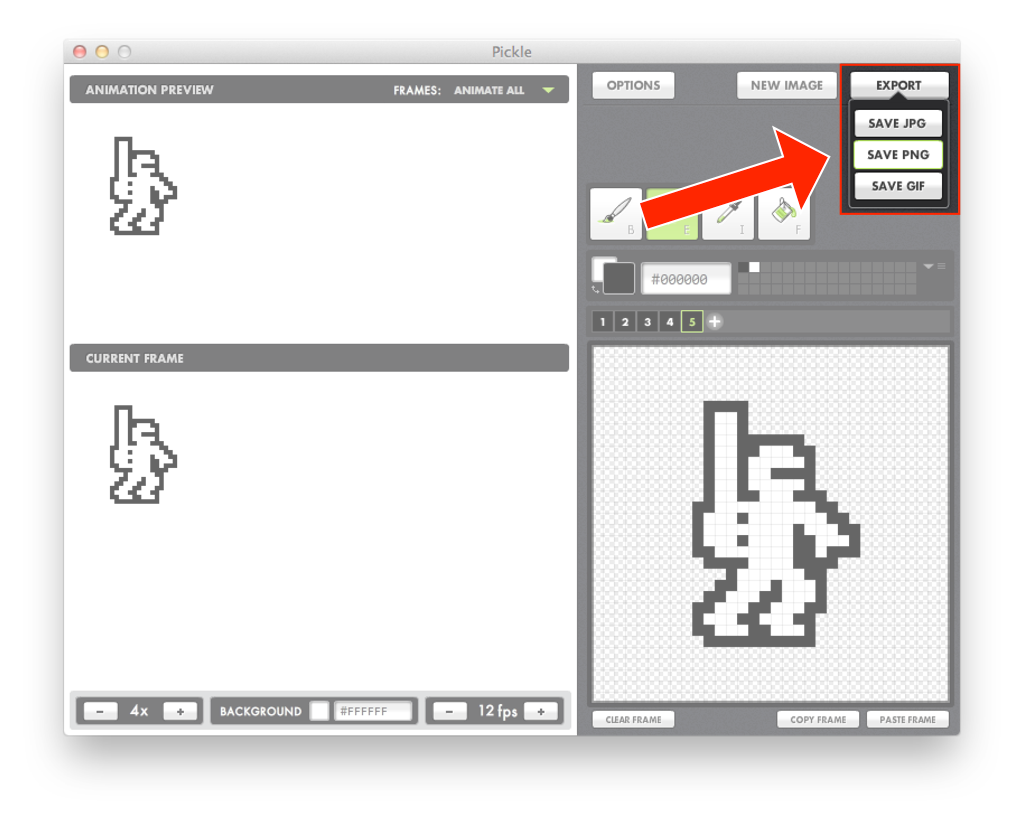 Pickle
ANIMATION PREVIEW
FRAMES: ANIMATE ALL
OPTIONS
NEW IMAGE
EXPORT
SAVE JPG
SAVE PNG
SAVE GIF
B
E
I
F
#000000
1 2 3 4 5 +
CURRENT FRAME
- 4x +
BACKGROUND #FFFFFF
- 12 fps +
CLEAR FRAME
COPY FRAME
PASTE FRAME